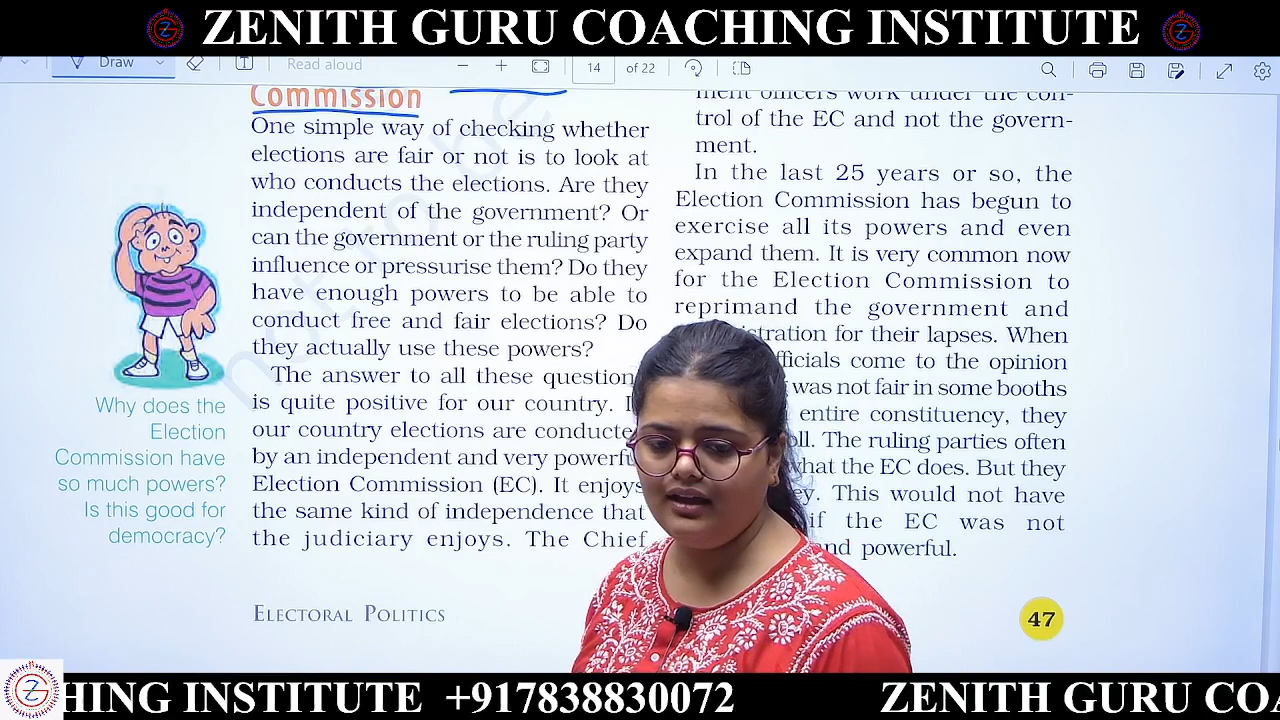 ZENITH GURU COACHING INSTITUTE
Draw
Read aloud
14 of 22
Commission
One simple way of checking whether
elections are fair or not is to look at
who conducts the elections. Are they
independent of the government? Or
can the government or the ruling party
influence or pressurise them? Do they
have enough powers to be able to
conduct free and fair elections? Do
they actually use these powers?
The answer to all these question
is quite positive for our country.
our country elections are conducte
by an independent and very powerfu
Election Commission (EC). It enjoys
the same kind of independence that
the judiciary enjoys. The Chief
Why does the
Election
Commission have
so much powers?
Is this good for
democracy?
ment officers work under the con-
trol of the EC and not the govern-
ment.
In the last 25 years or so, the
Election Commission has begun to
exercise all its powers and even
expand them. It is very common now
for the Election Commission to
reprimand the government and
stration for their lapses. When
fficials come to the opinion
was not fair in some booths
entire constituency, they
oll. The ruling parties often
what the EC does. But they
ey. This would not have
if the EC was not
nd powerful.
ELECTORAL POLITICS
47
HING INSTITUTE +917838830072
ZENITH GURU COA